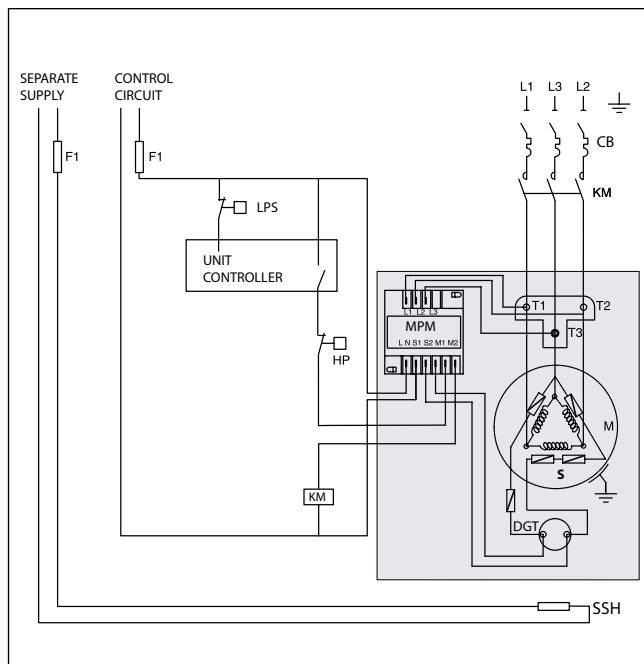 SEPARATE
SUPPLY
CONTROL
CIRCUIT
L1 L3 L2
F1
F1
CB
KM
LPS
UNIT
CONTROLLER
L1 L2 L3
MPM
L N S1 S2 M1 M2
T1
T2
T3
HP
M
S
KM
DGT
SSH